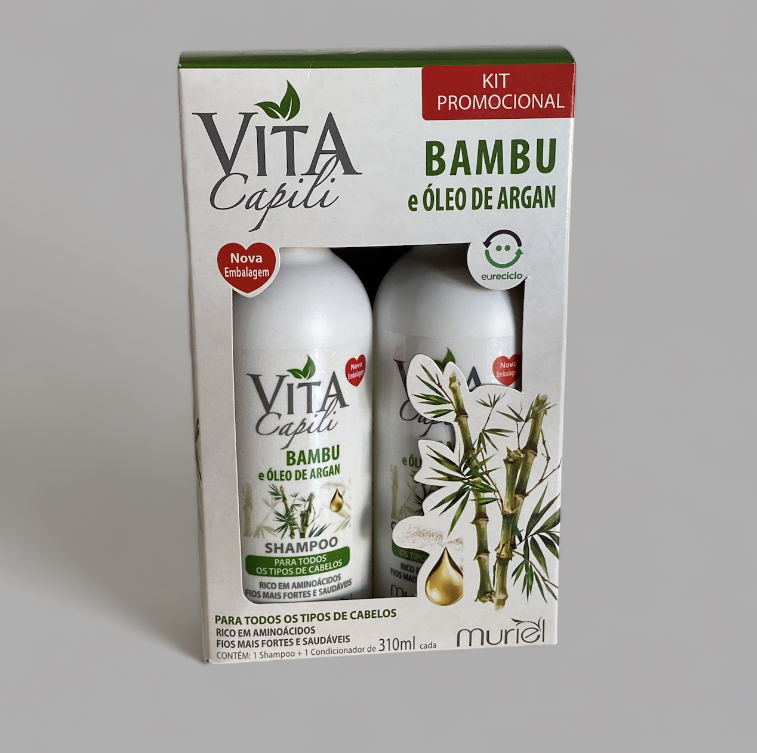 KIT
PROMOCIONAL
VITA
Capili
BAMBU
e ÓLEO DE ARGAN
Nova
Embalagem
eureciclo
VITA
Capili
Nova
Embalagem
BAMBU
e ÓLEO DE ARGAN
SHAMPOO
PARA TODOS
OS TIPOS DE CABELOS
RICO EM AMINOÁCIDOS
FIOS MAIS FORTES E SAUDÁVEIS
Nova
PARA TODOS OS TIPOS DE CABELOS
RICO EM AMINOÁCIDOS
FIOS MAIS FORTES E SAUDÁVEIS
CONTÉM: 1 Shampoo + 1 Condicionador de 310ml cada
muriel